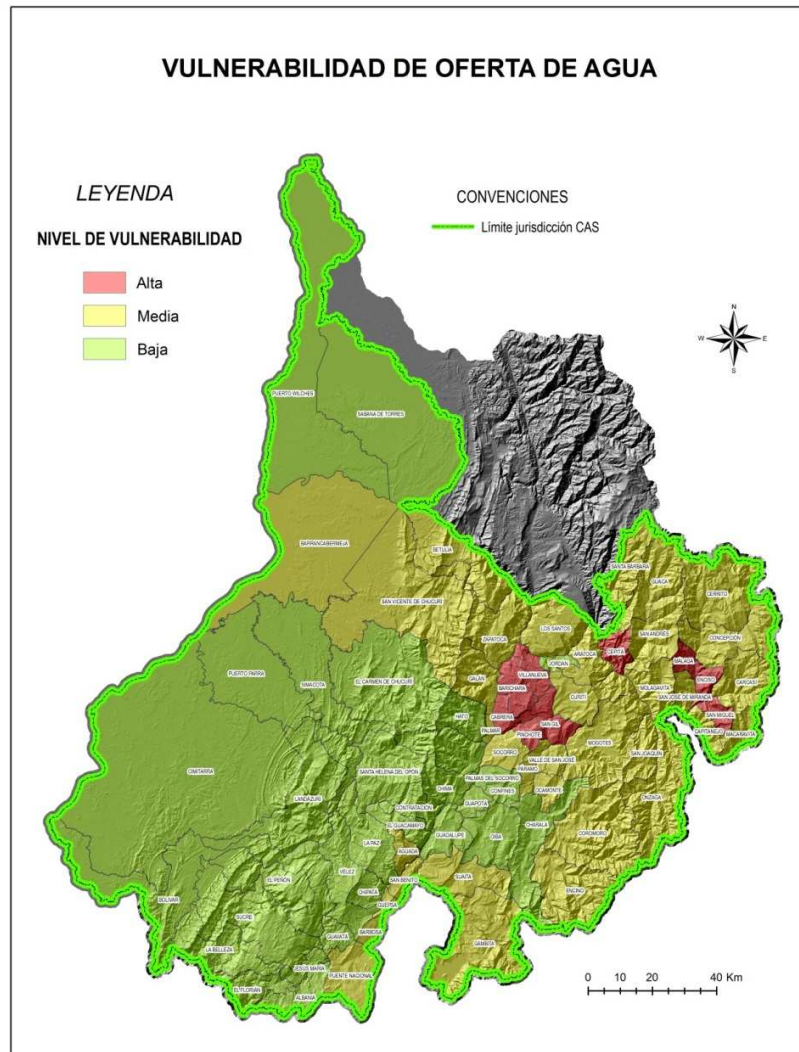 VULNERABILIDAD DE OFERTA DE AGUA
LEYENDA
NIVEL DE VULNERABILIDAD
Alta
Media
Baja
CONVENCIONES
Límite jurisdicción CAS
N
W E
S
PUERTO WILCHES
SABANA DE TORRES
BARRANCABERMEJA
BETULIA
SANTA BARBARA
GUACA
CERRITO
SAN VICENTE DE CHUCURI
LOS SANTOS
SAN ANDRES
CONCEPCION
ZAPATOCA
CEPITA
JORDAN
ARATOCA
MALAGA
PUERTO PARRA
SIMACOTA
EL CARMEN DE CHUCURI
GALAN
VILLANUEVA
BARICHARA
CURITI
MOLAGAVITA
ENCISO
CARCASI
SAN JOSE DE MIRANDA
HATO
CABRERA
SAN GIL
SAN MIGUEL
PALMAR
PINCHOTE
CAPITANEJO
MACARAVITA
MOGOTES
SOCORRO
VALLE DE SAN JOSE
SAN JOAQUIN
PARAMO
CIMITARRA
SANTA HELENA DEL OPON
PALMAS DEL SOCORRO
CHIMA
CONFINES
OCAMONTE
ONZAGA
LANDAZURI
CONTRATACION
GUAPOTA
EL GUACAMAYO
CHARALA
GUADALUPE
OIBA
COROMORO
LA PAZ
AGUADA
VELEZ
SUAITA
EL PEÑON
SAN BENITO
CHIPATA
ENCINO
BOLIVAR
GUEPSA
SUCRE
BARBOSA
GUAVATA
GAMBITA
LA BELLEZA
JESUS MARIA
PUENTE NACIONAL
EL FLORIAN
ALBANIA
0 10 20 40 Km